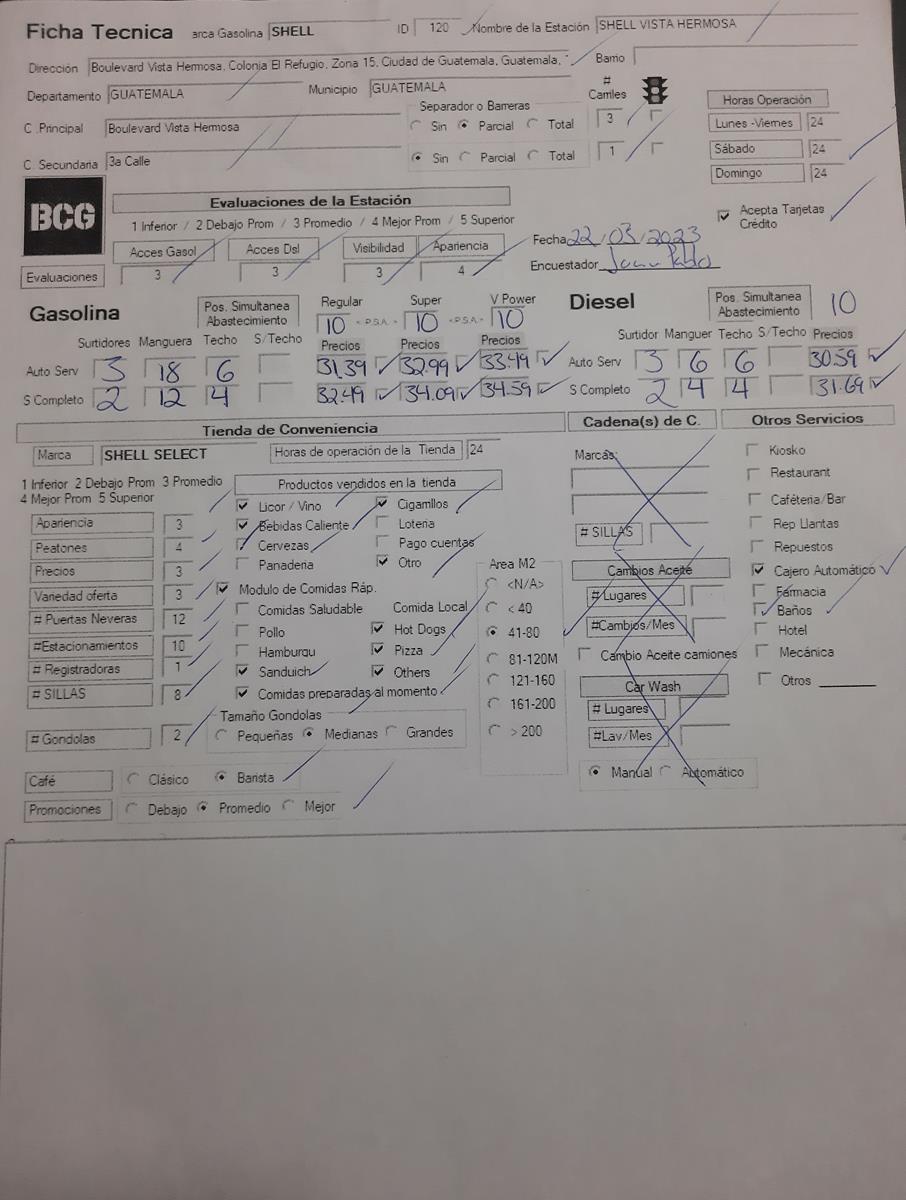 Ficha Tecnica arca Gasolina SHELL ID 120 Nombre de la Estación SHELL VISTA HERMOSA
Dirección Boulevard Vista Hermosa, Colonia El Refugio, Zona 15, Ciudad de Guatemala, Guatemala, Barrio
Departamento GUATEMALA Municipio GUATEMALA # Carriles
Separador o Barreras Horas Operación
C .Principal Boulevard Vista Hermosa Sin Parcial Total 3 Lunes -Viernes 24
C. Secundaria 3a Calle Sin Parcial Total 1 Sábado 24
Domingo 24
BCG
Evaluaciones de la Estación
1 Inferior / 2 Debajo Prom / 3 Promedio / 4 Mejor Prom / 5 Superior
Acepta Tarjetas Crédito
Acces Gasol Acces Dsl Visibilidad Apariencia Fecha 22/03/2023
Evaluaciones 3 3 3 4 Encuestador
Gasolina Pos. Simultanea Abastecimiento Regular Super V Power Diesel Pos. Simultanea Abastecimiento 10
10 - P.S.A. - 10 - P.S.A. - 10
Surtidores Manguera Techo S/Techo Precios Precios Precios Surtidor Manguer Techo S/Techo Precios
Auto Serv 3 18 6 31.39 32.99 33.49 Auto Serv 3 6 6 30.59
S Completo 2 12 4 32.49 34.09 34.59 S Completo 2 4 4 31.69
Tienda de Conveniencia Cadena(s) de C. Otros Servicios
Marca SHELL SELECT Horas de operación de la Tienda 24 Marcas: Kiosko
1 Inferior 2 Debajo Prom 3 Promedio Productos vendidos en la tienda Restaurant
4 Mejor Prom 5 Superior Licor / Vino Cigarrillos Caféteria/Bar
Apariencia 3 Bebidas Caliente Loteria # SILLAS Rep Llantas
Peatones 4 Cervezas Pago cuentas Repuestos
Precios 3 Panaderia Otro Area M2 Cambios Aceite Cajero Automático
Variedad oferta 3 Modulo de Comidas Ráp. <N/A> # Lugares Fármacia
# Puertas Neveras 12 Comidas Saludable Comida Local < 40 Baños
#Estacionamientos 10 Pollo Hot Dogs 41-80 #Cambios/Mes Hotel
# Registradoras 1 Hamburqu Pizza 81-120M Cambio Aceite camiones Mecánica
# SILLAS 8 Sanduich Others 121-160 Car Wash Otros
Comidas preparadas al momento 161-200 # Lugares
# Gondolas 2 Tamaño Gondolas > 200 #Lav/Mes
Pequeñas Medianas Grandes
Café Clásico Barista Manual Automático
Promociones Debajo Promedio Mejor